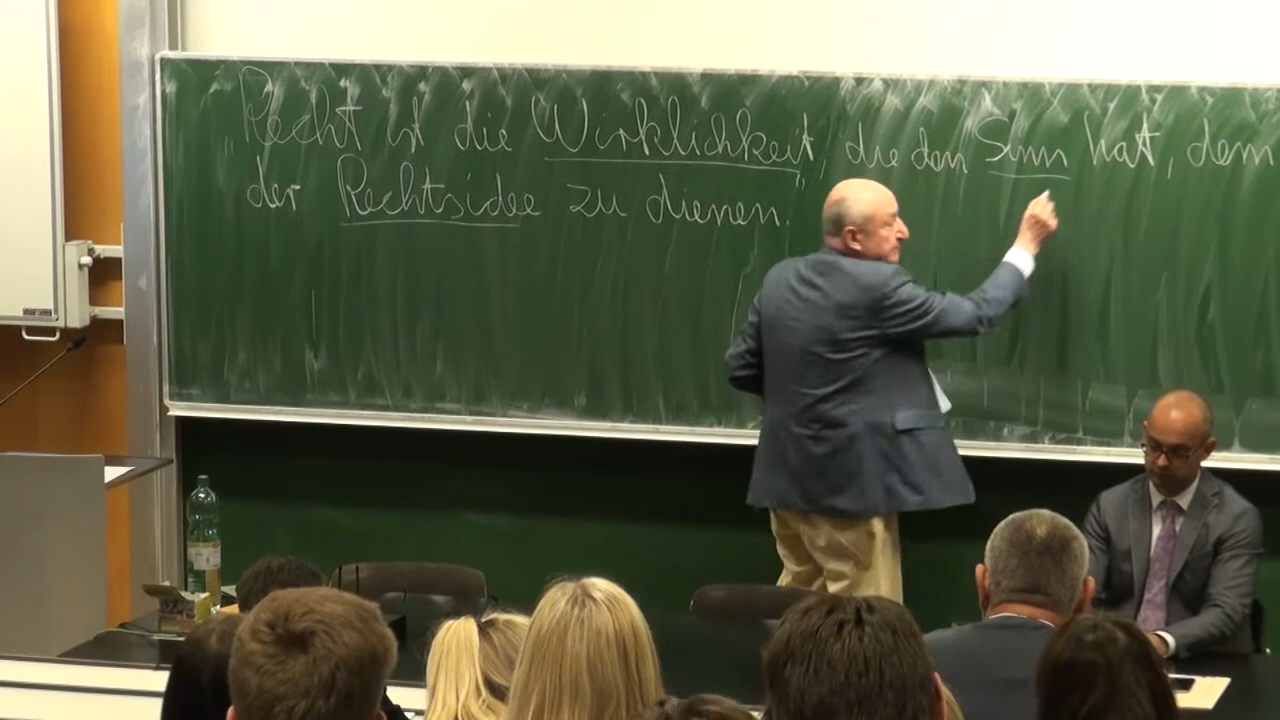 „Recht ist die Wirklichkeit, die den Sinn hat, dem
der Rechtsidee zu dienen.